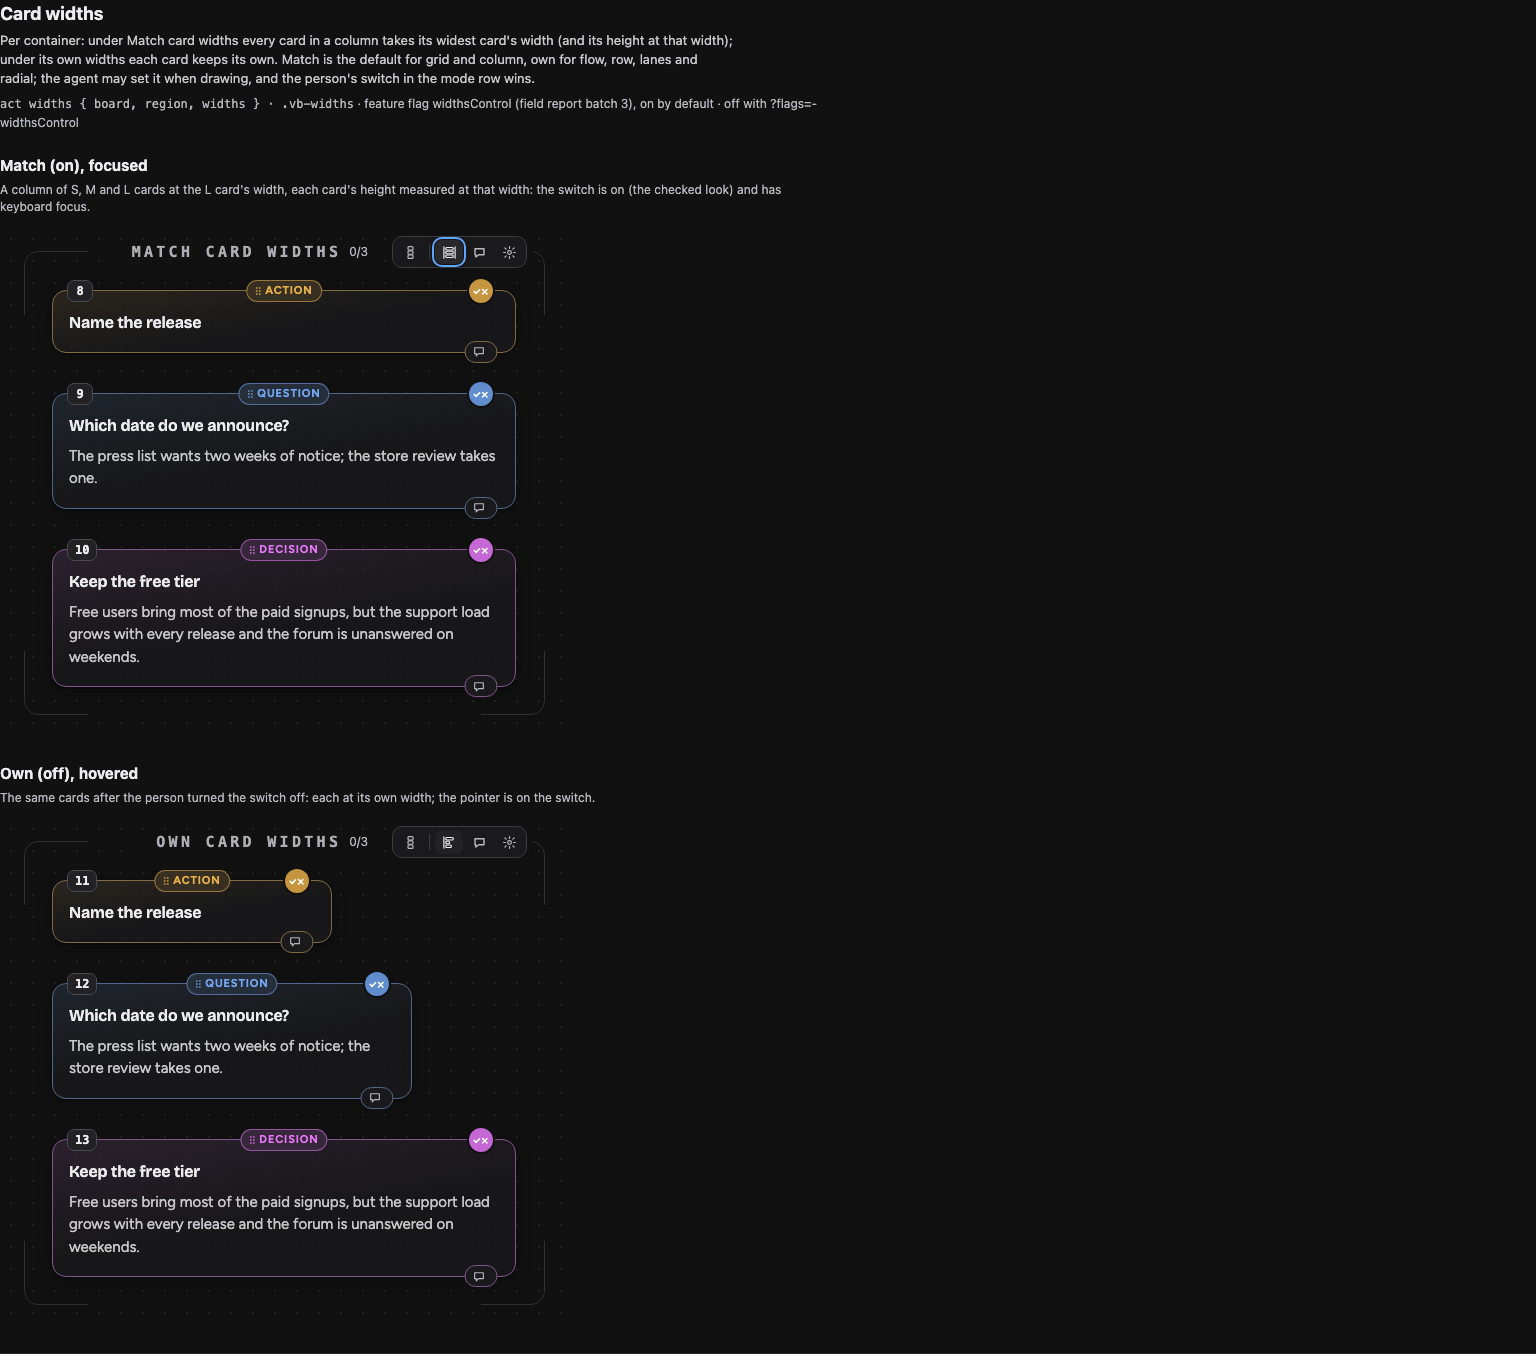 Card widths
Per container: under Match card widths every card in a column takes its widest card's width (and its height at that width);
under its own widths each card keeps its own. Match is the default for grid and column, own for flow, row, lanes and
radial; the agent may set it when drawing, and the person's switch in the mode row wins.
act widths { board, region, widths } · .vb-widths · feature flag widthsControl (field report batch 3), on by default · off with ?flags=-
widthsControl
Match (on), focused
A column of S, M and L cards at the L card's width, each card's height measured at that width: the switch is on (the checked look) and has
keyboard focus.
MATCH CARD WIDTHS 0/3
8 ACTION
Name the release
9 QUESTION
Which date do we announce?
The press list wants two weeks of notice; the store review takes
one.
10 DECISION
Keep the free tier
Free users bring most of the paid signups, but the support load
grows with every release and the forum is unanswered on
weekends.
Own (off), hovered
The same cards after the person turned the switch off: each at its own width; the pointer is on the switch.
OWN CARD WIDTHS 0/3
11 ACTION
Name the release
12 QUESTION
Which date do we announce?
The press list wants two weeks of notice; the
store review takes one.
13 DECISION
Keep the free tier
Free users bring most of the paid signups, but the support load
grows with every release and the forum is unanswered on
weekends.